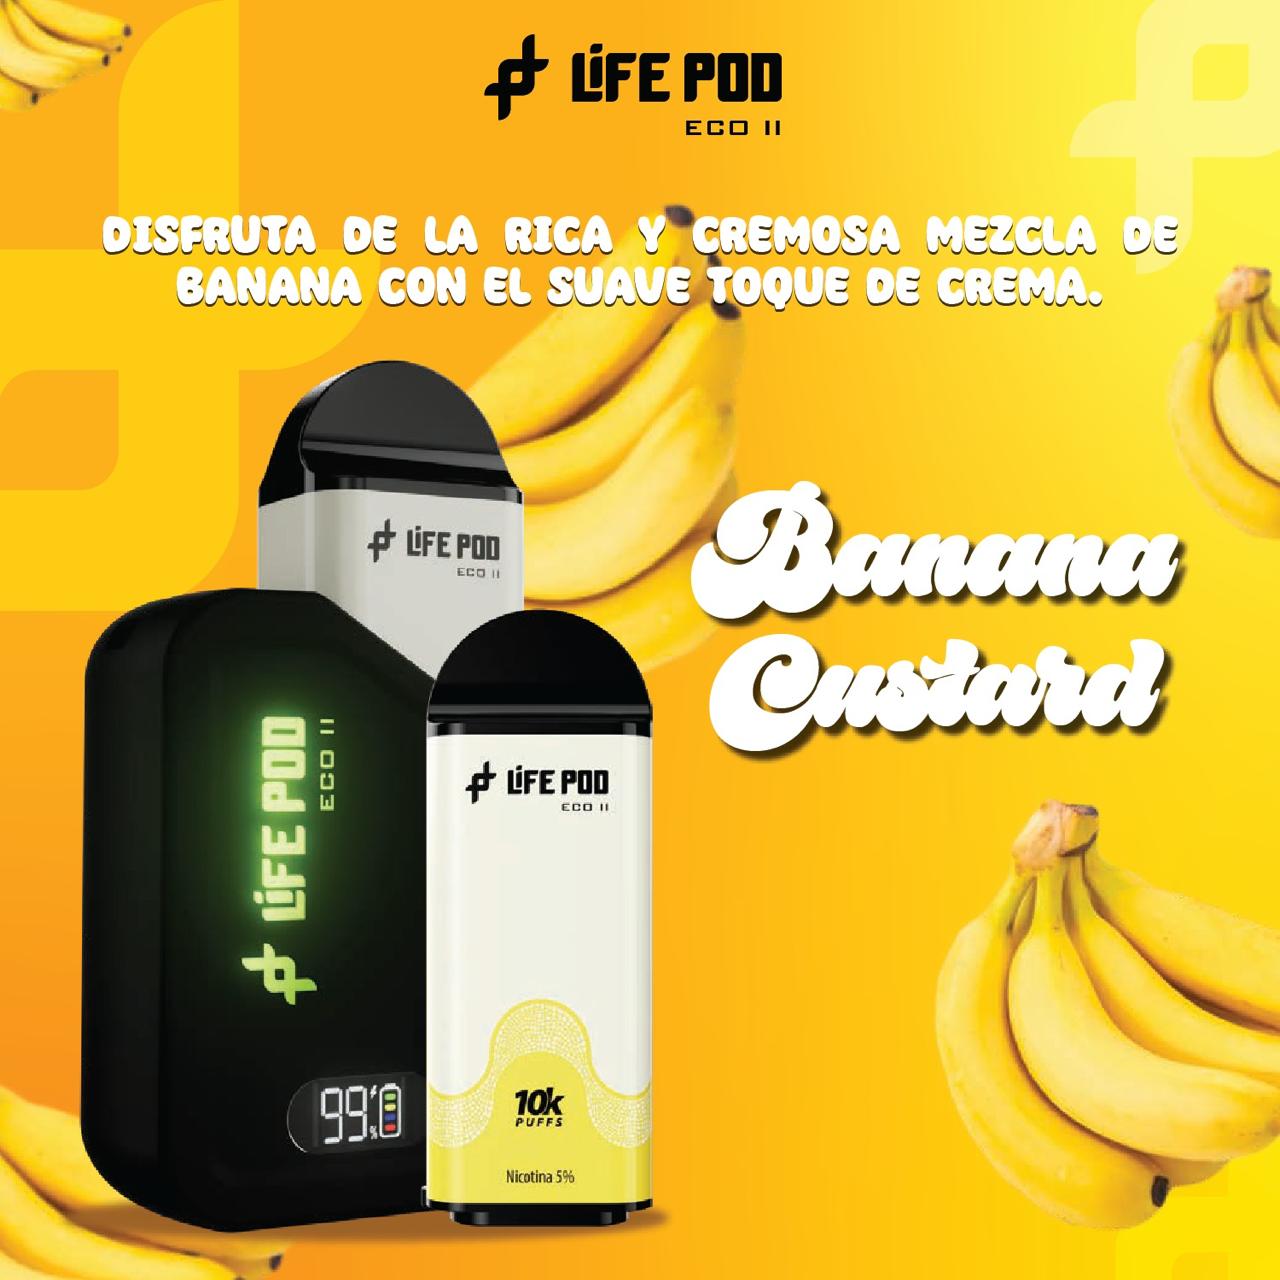 LiFE POD
ECO II
DISFRUTA DE LA RICA Y CREMOSA MEZCLA DE
BANANA CON EL SUAVE TOQUE DE CREMA.
LiFE POD
ECO II
Banana
Custard
LiFE POD
ECO II
LiFE POD
ECO II
99%
10k
PUFFS
Nicotina 5%